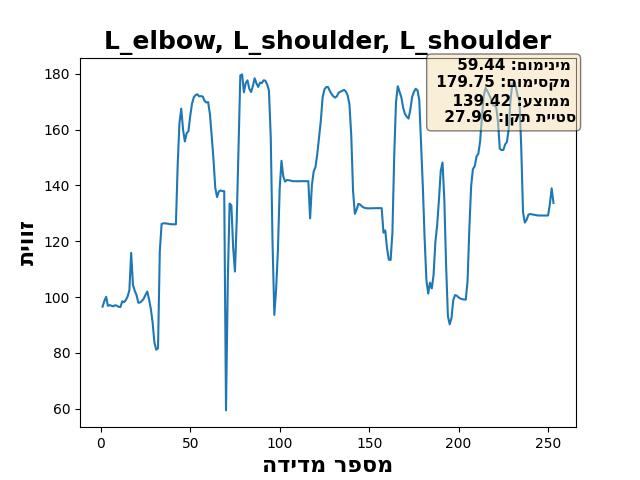 L_elbow, L_shoulder, L_shoulder
מינימום: 59.44
מקסימום: 179.75
ממוצע: 139.42
סטיית תקן: 27.96
180
160
140
120
100
80
60
זווית
0 50 100 150 200 250
מספר מדידה